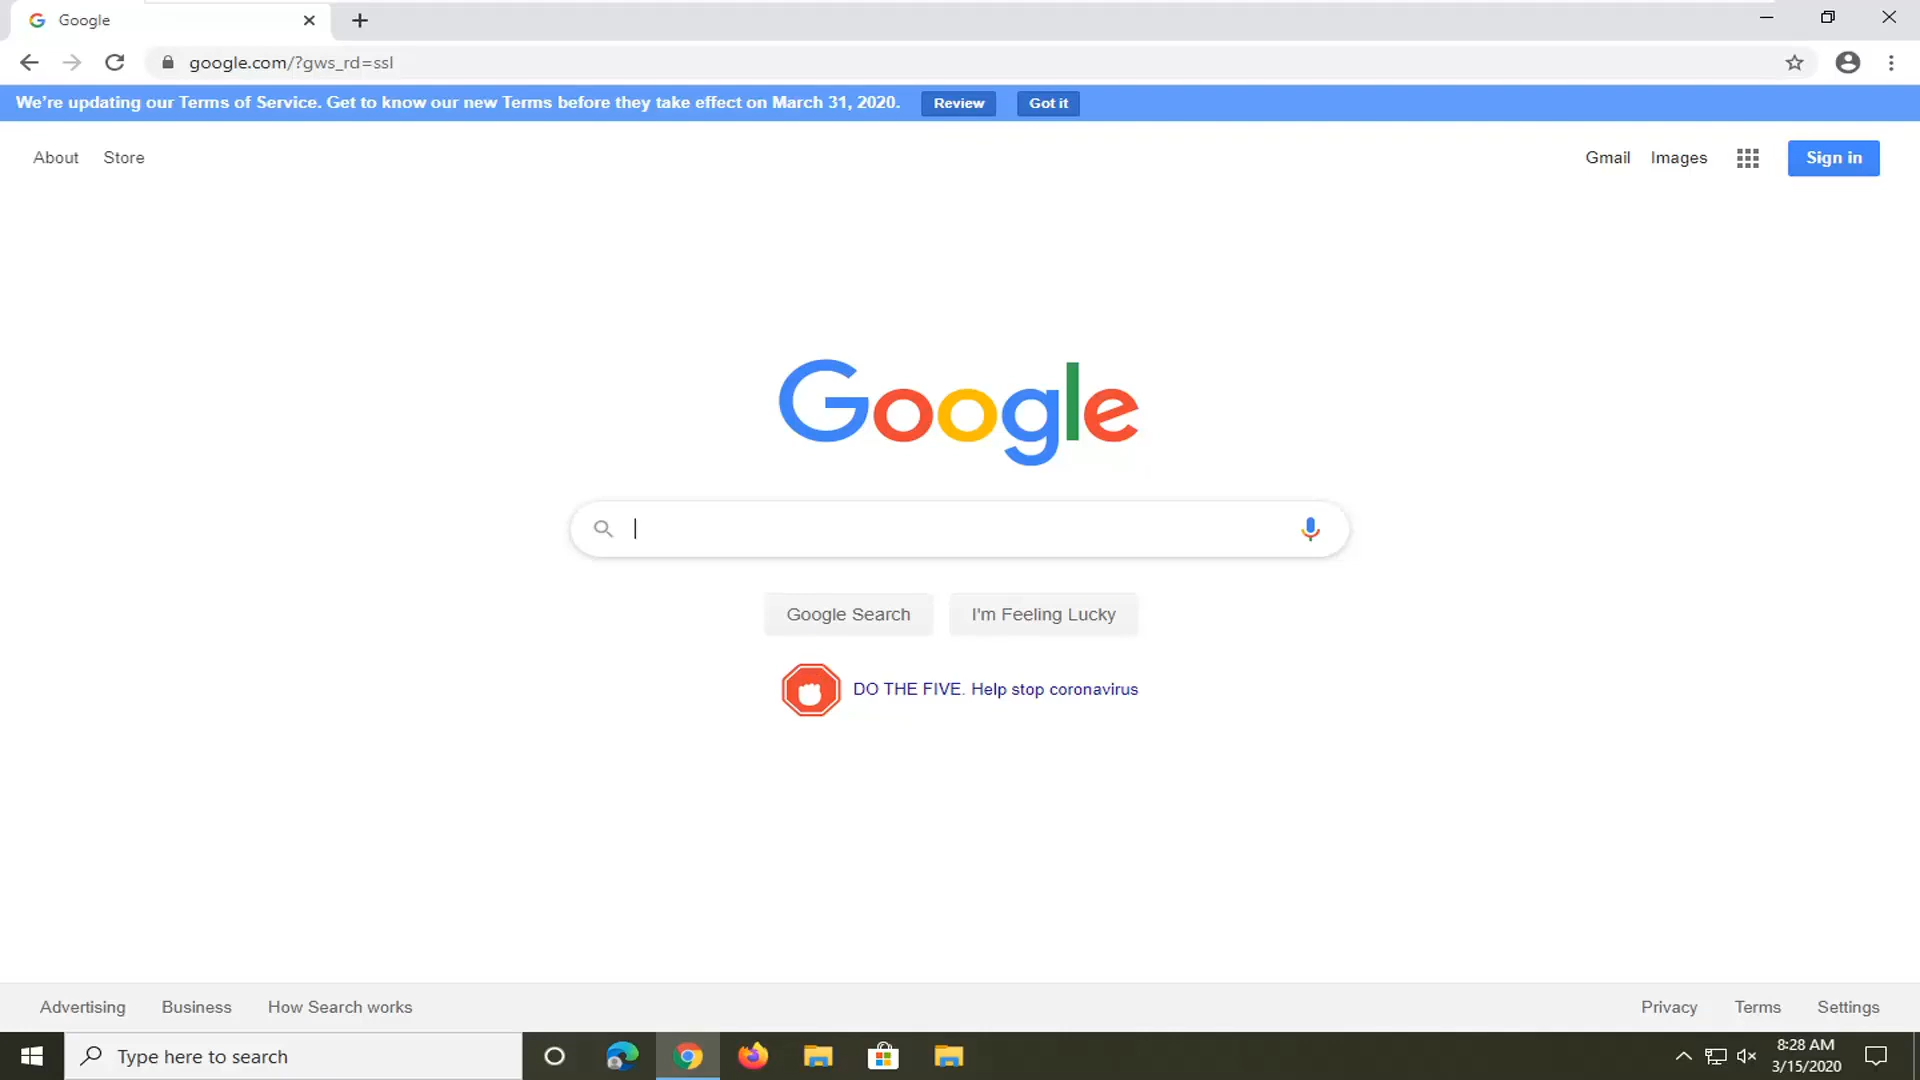 Google
google.com/?gws_rd=ssl
We're updating our Terms of Service. Get to know our new Terms before they take effect on March 31, 2020. Review Got it
About Store Gmail Images Sign in
Google
Google Search I'm Feeling Lucky
DO THE FIVE. Help stop coronavirus
Advertising Business How Search works Privacy Terms Settings
Type here to search
8:28 AM
3/15/2020